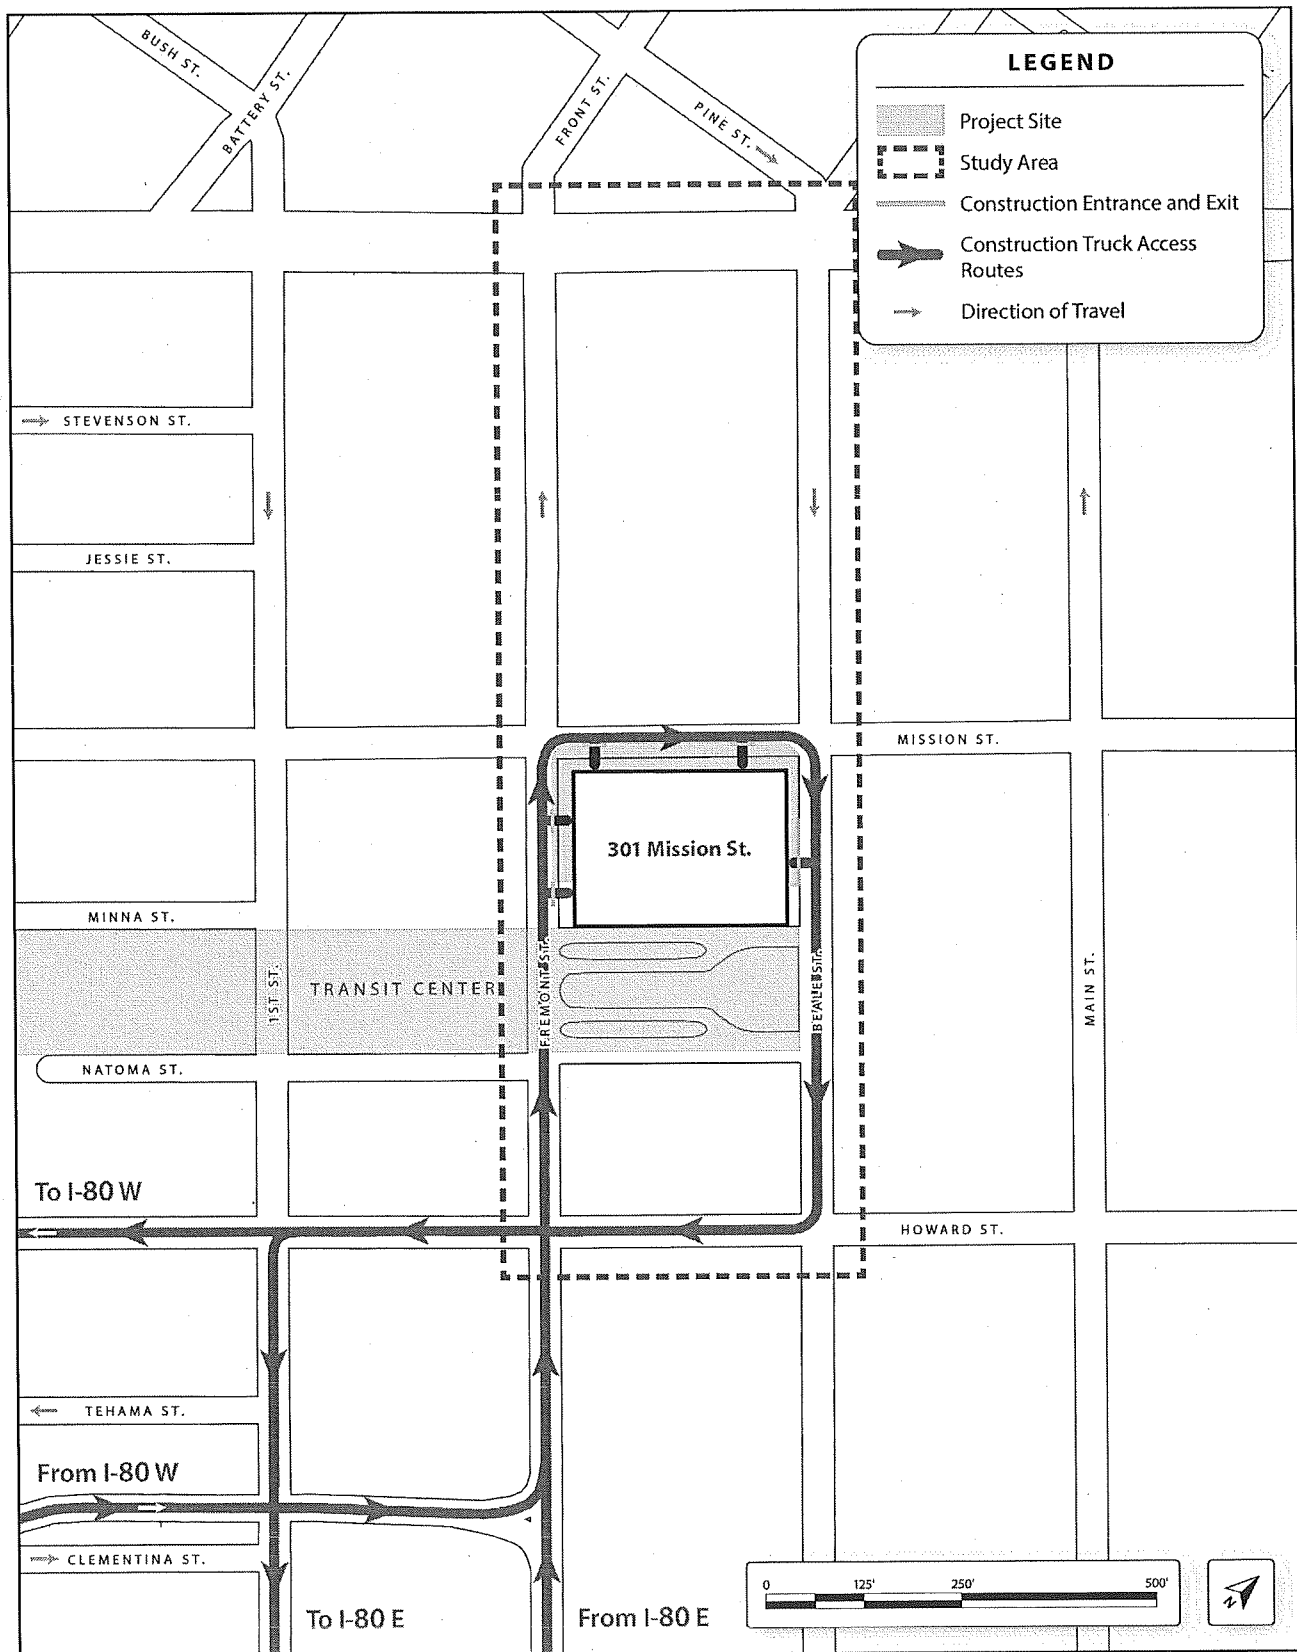 BUSH ST.
BATTERY ST.
FRONT ST.
PINE ST.
LEGEND
Project Site
Study Area
Construction Entrance and Exit
Construction Truck Access
Routes
Direction of Travel
STEVENSON ST.
JESSIE ST.
MISSION ST.
301 Mission St.
MINNA ST.
1ST ST.
TRANSIT CENTER
FREMONT ST.
BEALE ST.
MAIN ST.
NATOMA ST.
To I-80 W
HOWARD ST.
TEHAMA ST.
From I-80 W
CLEMENTINA ST.
To I-80 E
From I-80 E
0 125' 250' 500'
N